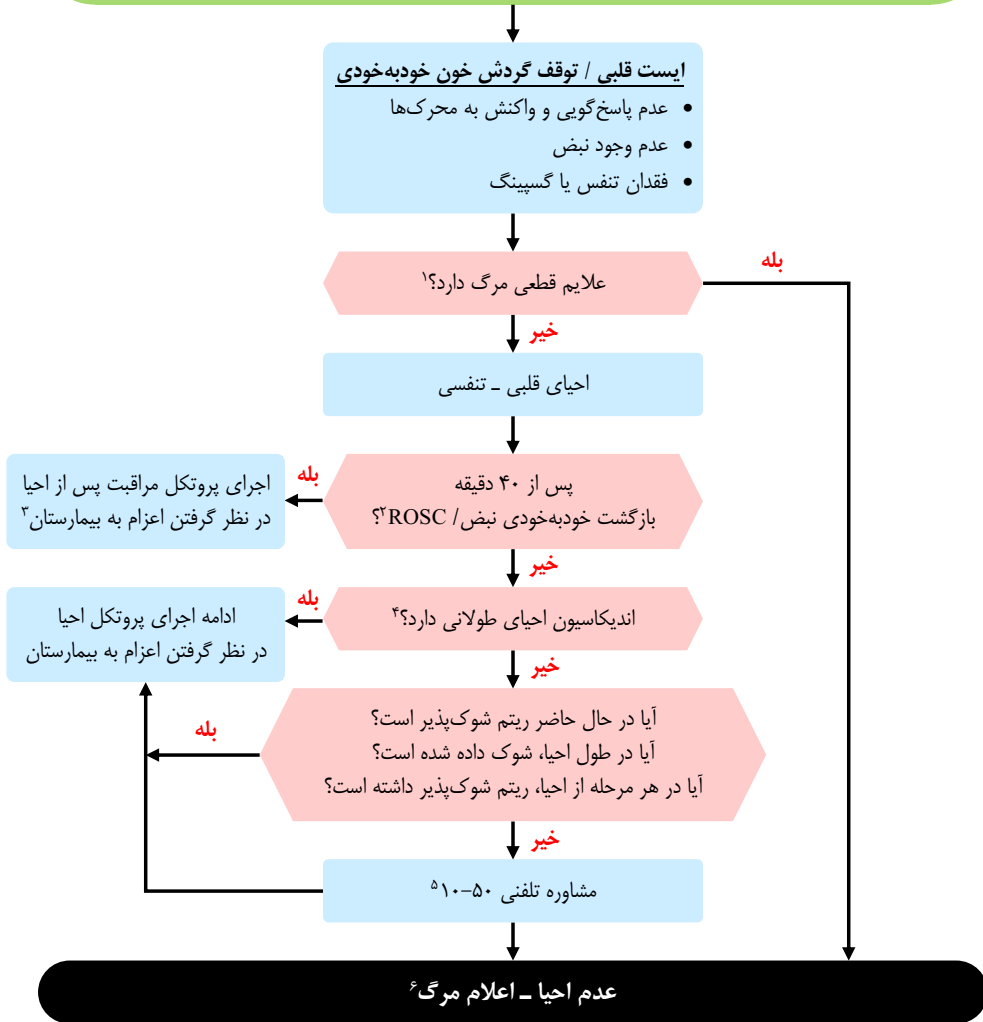 ایست قلبی / توقف گردش خون خودبه‌خودی
• عدم پاسخ‌گویی و واکنش به محرک‌ها
• عدم وجود نبض
• فقدان تنفس یا گسپینگ
علایم قطعی مرگ دارد؟۱
بله
خیر
احیای قلبی ـ تنفسی
پس از ۴۰ دقیقه
بازگشت خودبه‌خودی نبض/ ROSC۲؟
بله
اجرای پروتکل مراقبت پس از احیا
در نظر گرفتن اعزام به بیمارستان۳
خیر
اندیکاسیون احیای طولانی دارد؟۴
بله
ادامه اجرای پروتکل احیا
در نظر گرفتن اعزام به بیمارستان
خیر
آیا در حال حاضر ریتم شوک‌پذیر است؟
آیا در طول احیا، شوک داده شده است؟
آیا در هر مرحله از احیا، ریتم شوک‌پذیر داشته است؟
بله
خیر
مشاوره تلفنی ۵۰-۱۰۵
عدم احیا ـ اعلام مرگ۶